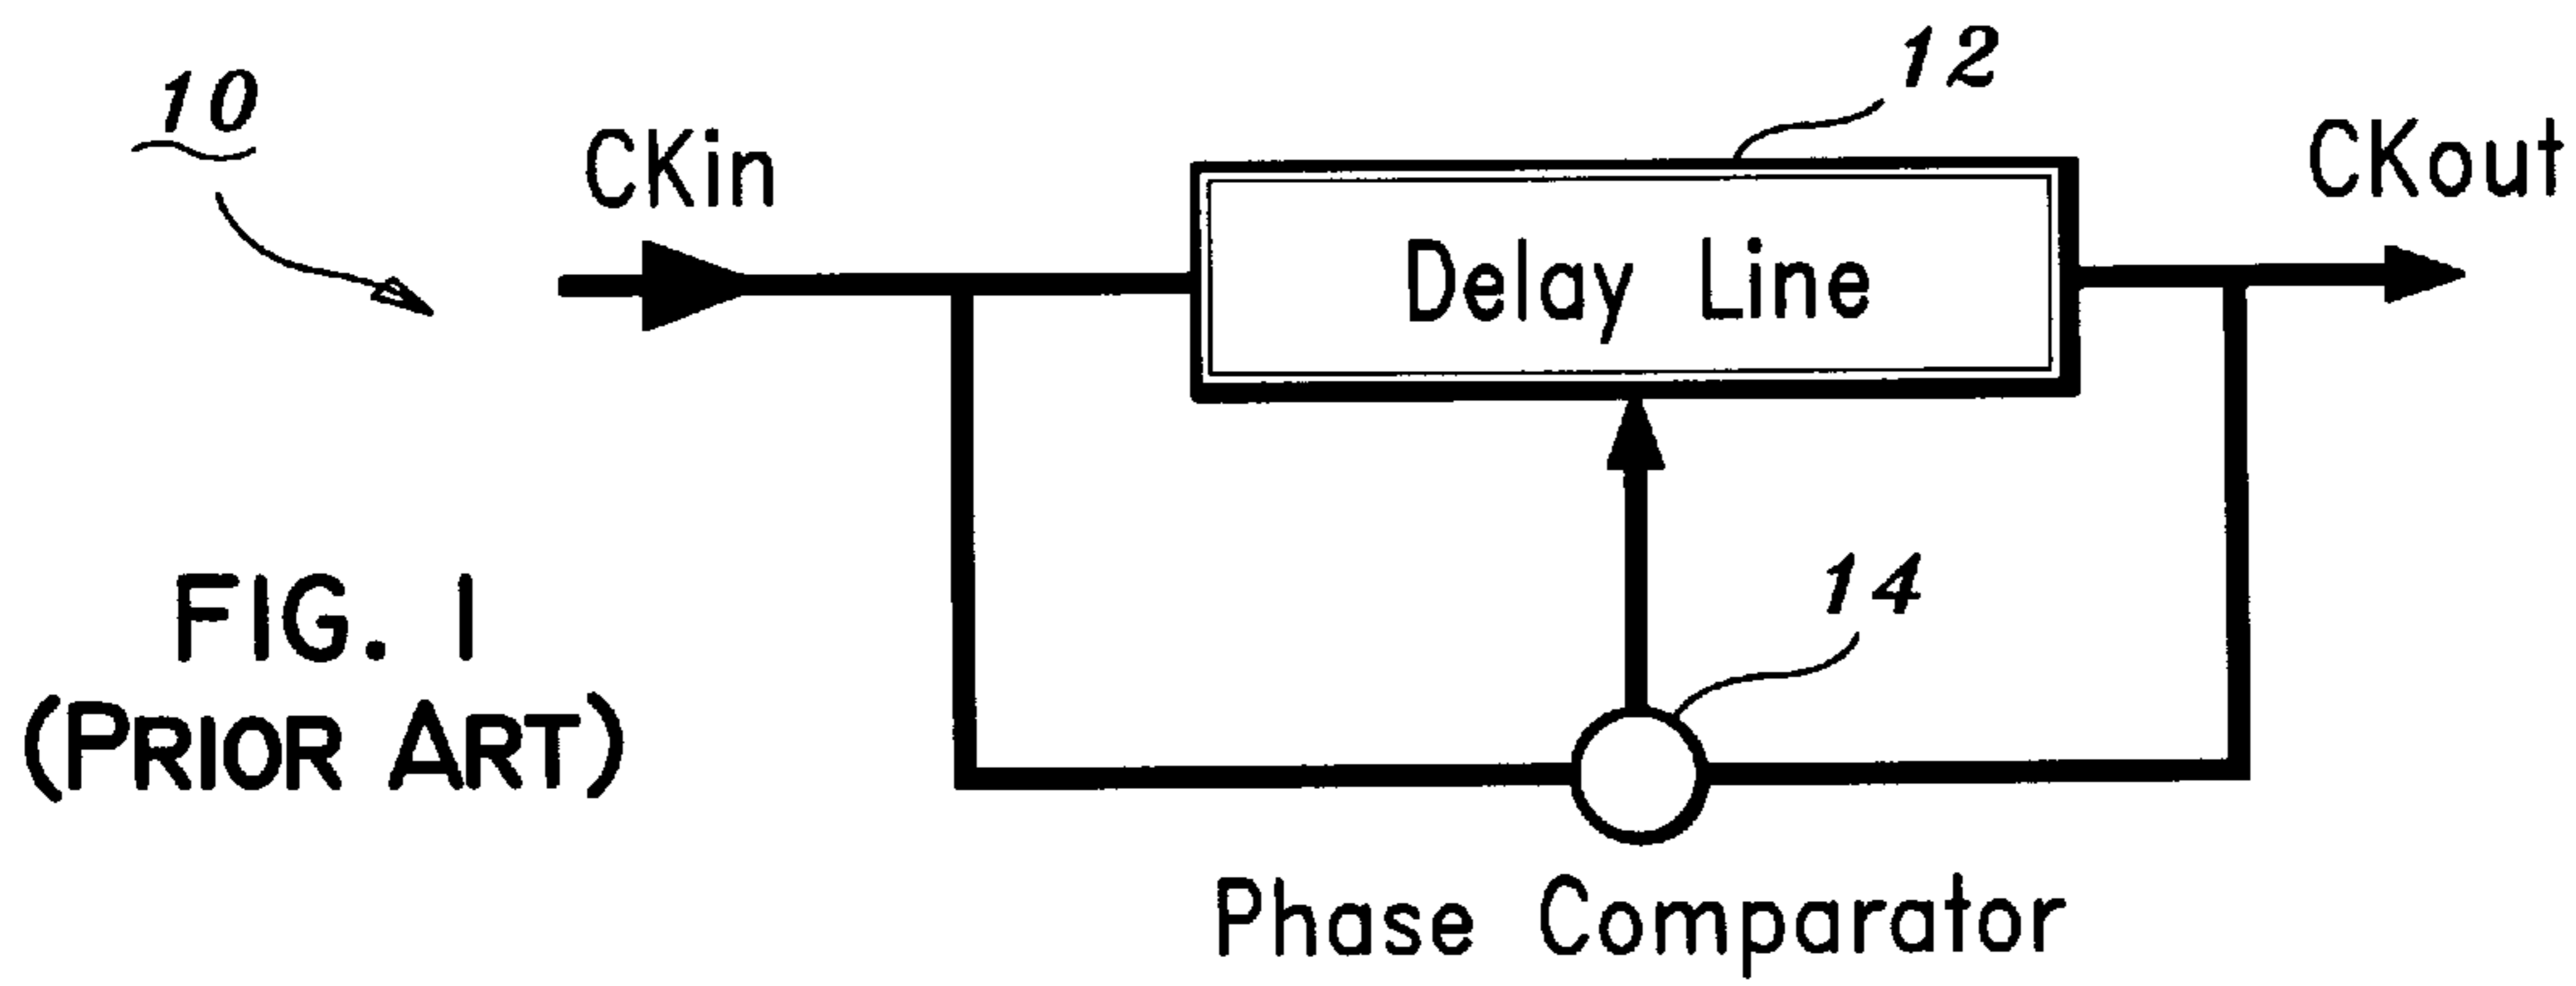 10
12
CKin
CKout
Delay Line
14
FIG. 1
(PRIOR ART)
Phase Comparator